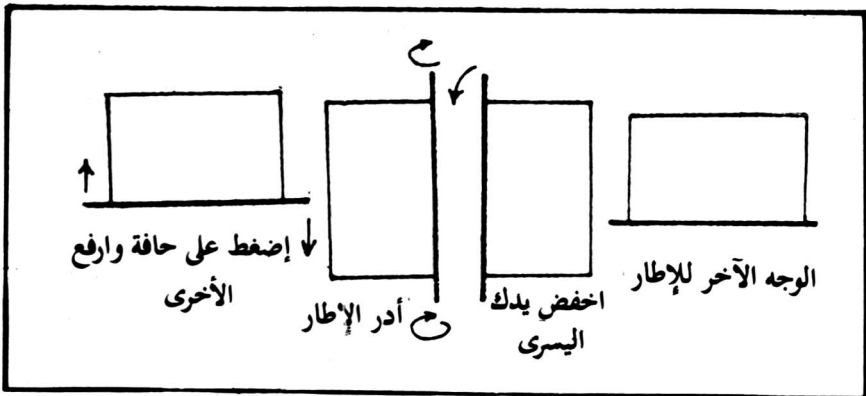 إضغط على حافة وارفع
الأخرى
أدر الإطار
اخفض يدك
اليسرى
الوجه الآخر للإطار